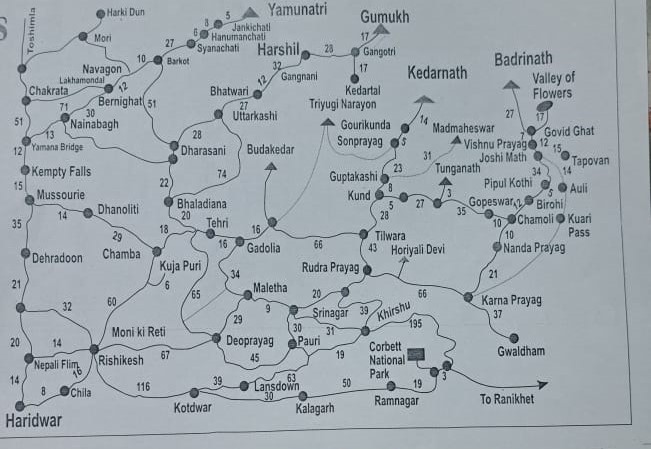 S
Toshimla
Harki Dun
Mori
Yamunatri
5
Jankichati
8
Hanumanchati
6
Syanachati
27
Barkot
10
Gumukh
17
Gangotri
17
Kedartal
28
Harshil
32
Gangnani
12
Bhatwari
27
Uttarkashi
Navagon
Lakhamondal
Chakrata
12
Bernighat
51
71
30
Nainabagh
13
51
Yamana Bridge
12
Kempty Falls
15
Mussourie
14
Dhanoliti
29
Chamba
35
Dehradoon
21
28
Dharasani
74
22
Bhaladiana
20
Tehri
18
16
Gadolia
16
Budakedar
Triyugi Narayon
Kedarnath
14
Gourikunda
Sonprayag
5
Guptakashi
23
31
Madmaheswar
Kund
8
5
27
Tunganath
3
35
28
Tilwara
66
43
Rudra Prayag
Horiyali Devi
Badrinath
27
Valley of
Flowers
17
7
Govid Ghat
Vishnu Prayag
12
Joshi Math
15
Tapovan
34
14
Auli
Pipul Kothi
5
Birohi
12
Gopeswar
10
Chamoli
Kuari
Pass
10
Nanda Prayag
21
Karna Prayag
66
37
Gwaldham
Kuja Puri
6
60
65
34
Maletha
9
20
Srinagar
39
Khirshu
195
29
30
31
Deoprayag
Pauri
45
19
32
Moni ki Reti
67
20
14
Nepali Flim
Rishikesh
14
16
8
Chila
Haridwar
116
Kotdwar
39
Lansdown
63
30
Kalagarh
50
Ramnagar
19
3
Corbett
National
Park
To Ranikhet